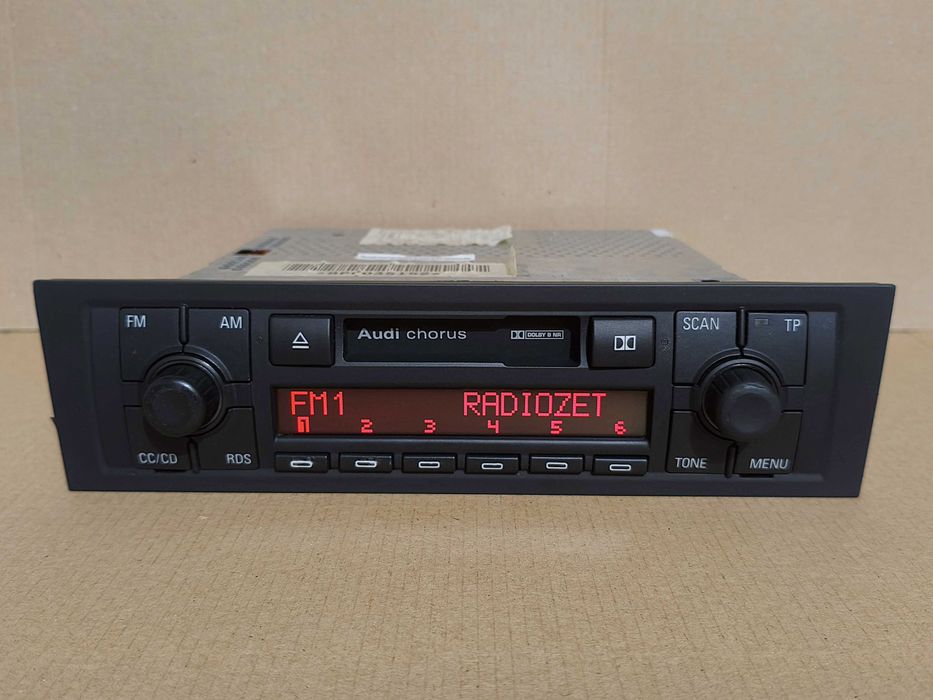 FM AM
Audi chorus
DOLBY B NR
SCAN TP
FM1 RADIOZET
1 2 3 4 5 6
CC/CD RDS
TONE MENU